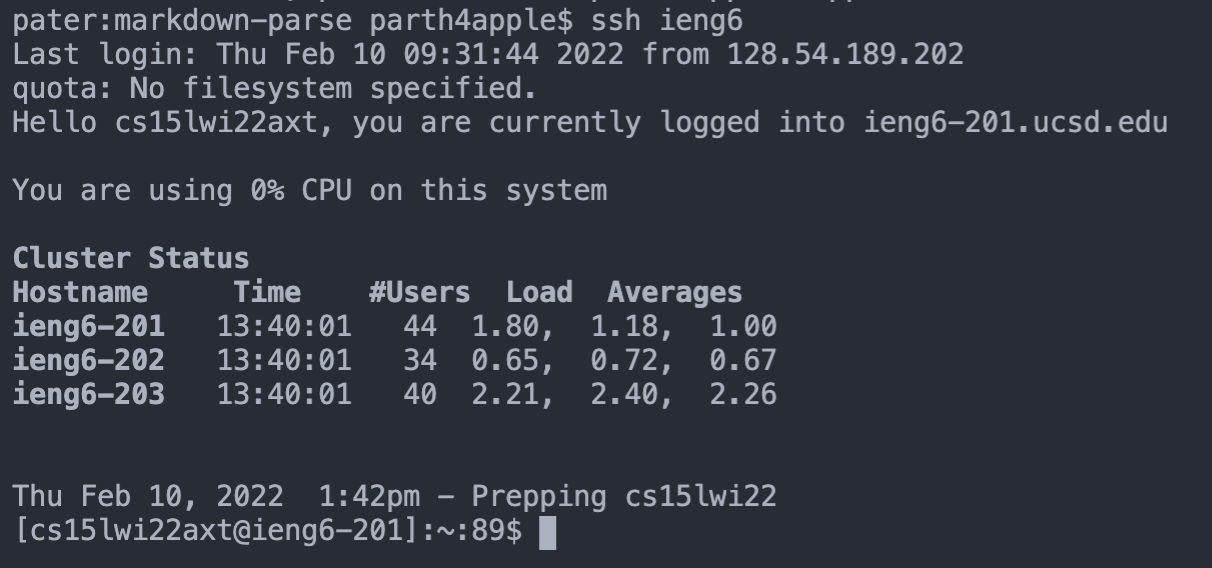 pater:markdown-parse parth4apple$ ssh ieng6
Last login: Thu Feb 10 09:31:44 2022 from 128.54.189.202
quota: No filesystem specified.
Hello cs15lwi22axt, you are currently logged into ieng6-201.ucsd.edu
You are using 0% CPU on this system
Cluster Status
Hostname     Time    #Users  Load  Averages
ieng6-201   13:40:01   44  1.80,  1.18,  1.00
ieng6-202   13:40:01   34  0.65,  0.72,  0.67
ieng6-203   13:40:01   40  2.21,  2.40,  2.26
Thu Feb 10, 2022  1:42pm - Prepping cs15lwi22
[cs15lwi22axt@ieng6-201]:~:89$